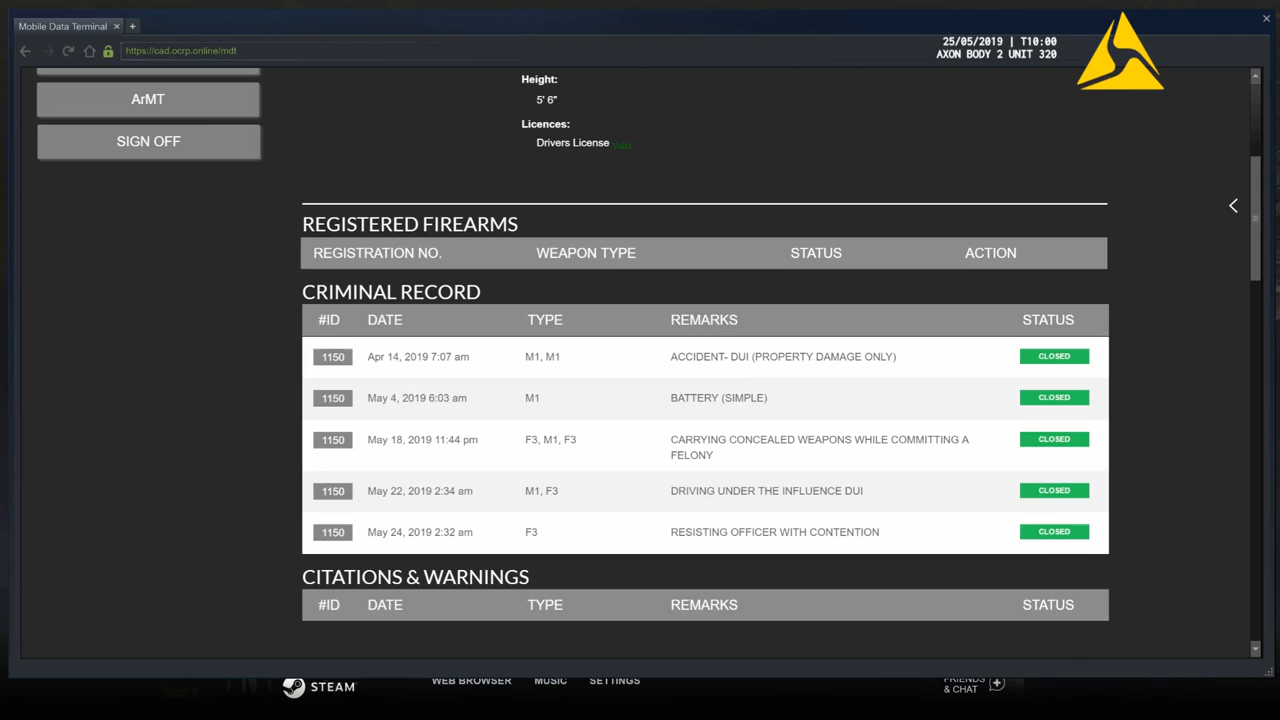 Mobile Data Terminal
https://cad.ocrp.online/mdt
25/05/2019 | T10:00
AXON BODY 2 UNIT 320
ArMT
SIGN OFF
Height:
5' 6"
Licences:
Drivers License Valid
REGISTERED FIREARMS
REGISTRATION NO. WEAPON TYPE STATUS ACTION
CRIMINAL RECORD
#ID DATE TYPE REMARKS STATUS
1150 Apr 14, 2019 7:07 am M1, M1 ACCIDENT- DUI (PROPERTY DAMAGE ONLY) CLOSED
1150 May 4, 2019 6:03 am M1 BATTERY (SIMPLE) CLOSED
1150 May 18, 2019 11:44 pm F3, M1, F3 CARRYING CONCEALED WEAPONS WHILE COMMITTING A CLOSED
FELONY
1150 May 22, 2019 2:34 am M1, F3 DRIVING UNDER THE INFLUENCE DUI CLOSED
1150 May 24, 2019 2:32 am F3 RESISTING OFFICER WITH CONTENTION CLOSED
CITATIONS & WARNINGS
#ID DATE TYPE REMARKS STATUS
STEAM WEB BROWSER MUSIC SETTINGS FRIENDS
& CHAT